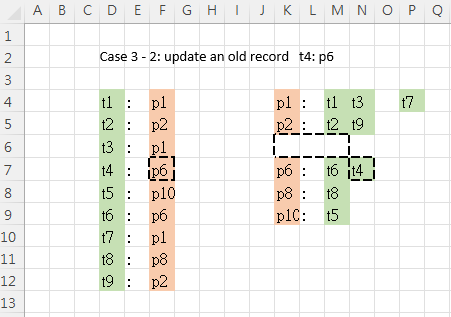 A B C D E F G H I J K L M N O P Q
1
2 Case 3 - 2: update an old record t4: p6
3
4 t1 : p1 p1 : t1 t3 t7
5 t2 : p2 p2 : t2 t9
6 t3 : p1
7 t4 : p6 p6 : t6 t4
8 t5 : p10 p8 : t8
9 t6 : p6 p10 : t5
10 t7 : p1
11 t8 : p8
12 t9 : p2
13